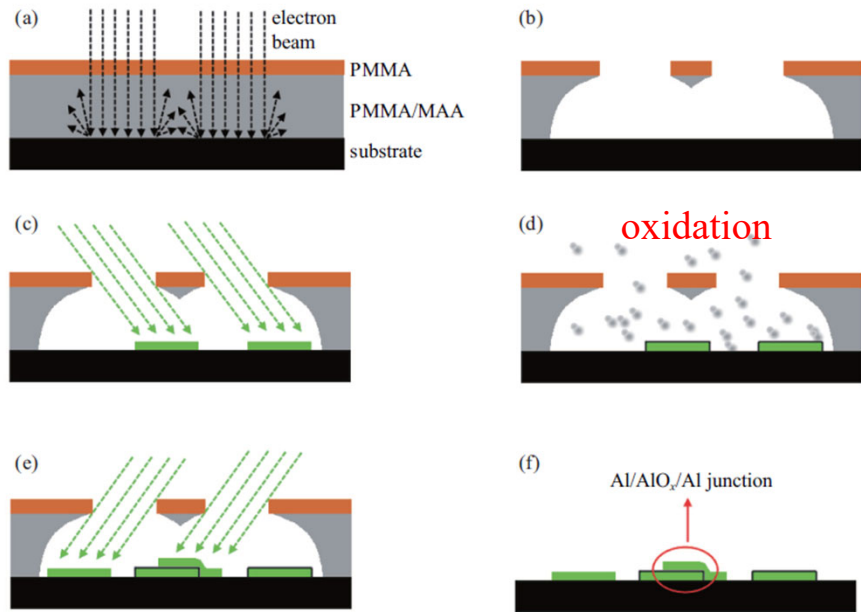 (a)
electron
beam
PMMA
PMMA/MAA
substrate
(b)
(c)
(d)
oxidation
(e)
(f)
Al/AlOₓ/Al junction